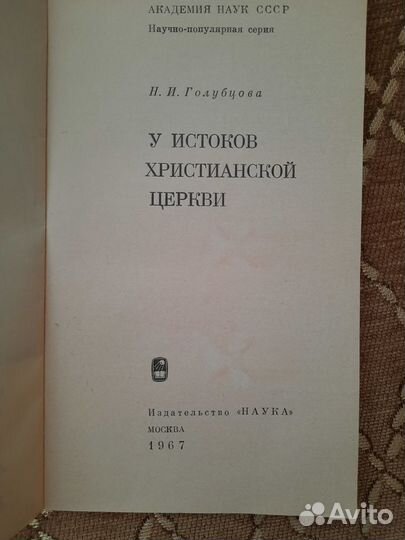 АКАДЕМИЯ НАУК СССР
Научно-популярная серия
Н. И. Голубцова
У ИСТОКОВ
ХРИСТИАНСКОЙ
ЦЕРКВИ
Издательство «НАУКА»
МОСКВА
1967
Avito